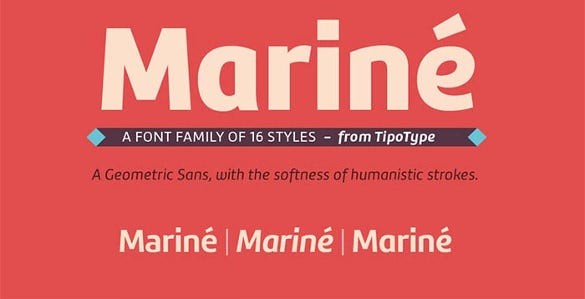 Mariné
A FONT FAMILY OF 16 STYLES – from TipoType
A Geometric Sans, with the softness of humanistic strokes.
Mariné | Mariné | Mariné